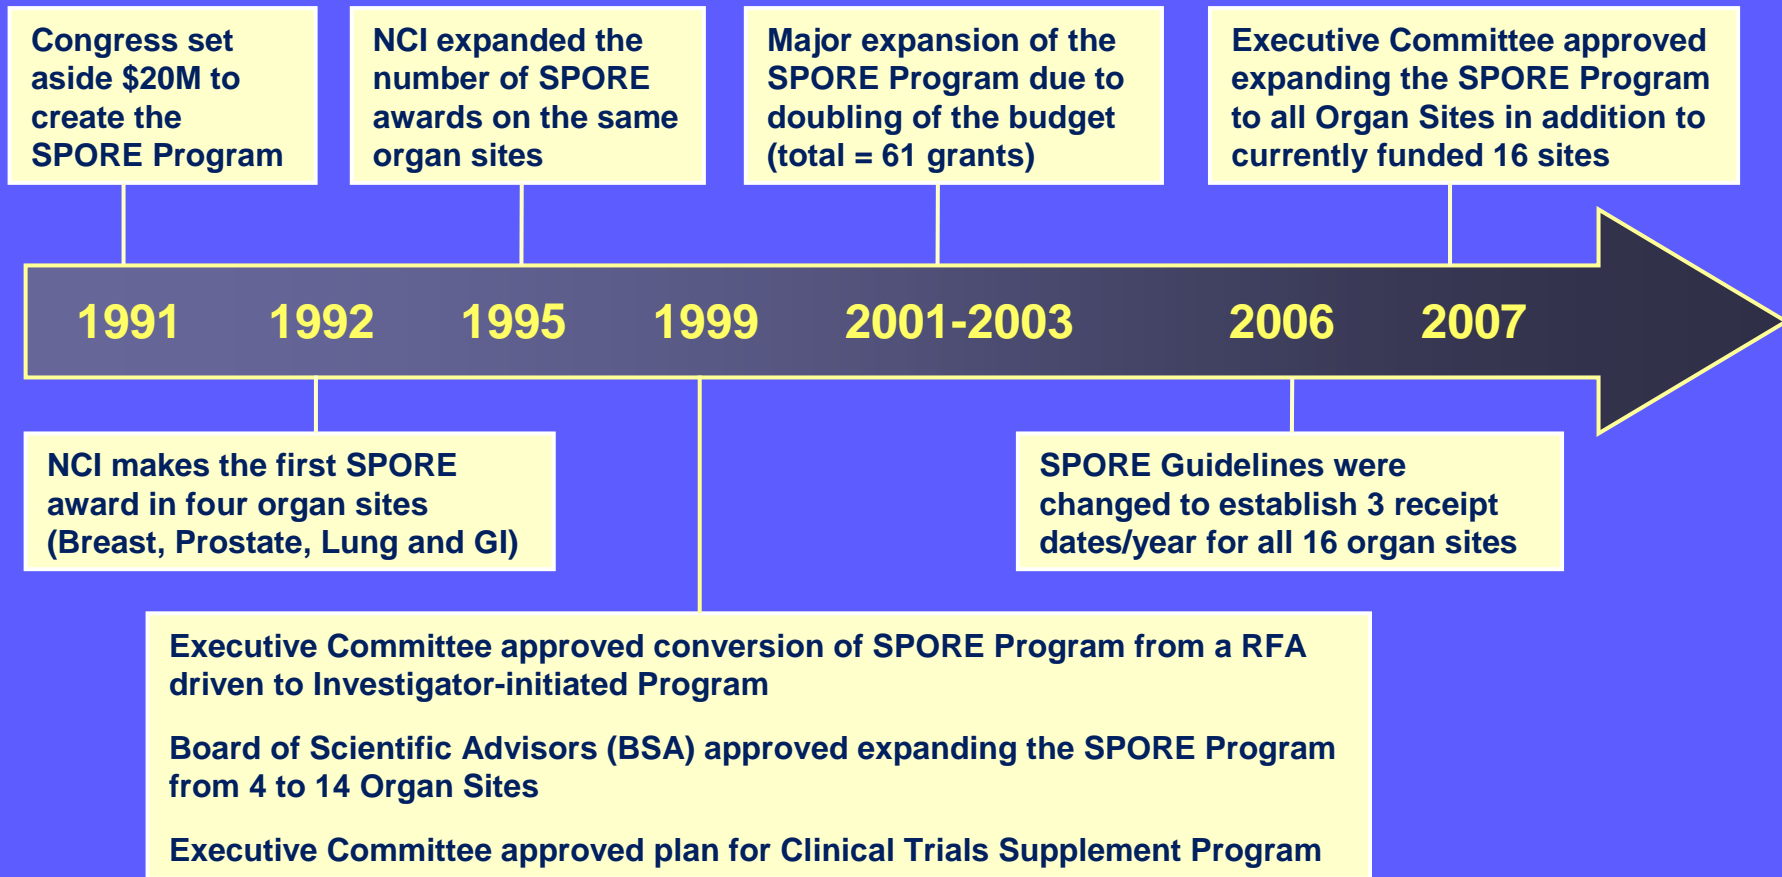 Congress set
aside $20M to
create the
SPORE Program
NCI expanded the
number of SPORE
awards on the same
organ sites
Major expansion of the
SPORE Program due to
doubling of the budget
(total = 61 grants)
Executive Committee approved
expanding the SPORE Program
to all Organ Sites in addition to
currently funded 16 sites
1991 1992 1995 1999 2001-2003 2006 2007
NCI makes the first SPORE
award in four organ sites
(Breast, Prostate, Lung and GI)
SPORE Guidelines were
changed to establish 3 receipt
dates/year for all 16 organ sites
Executive Committee approved conversion of SPORE Program from a RFA
driven to Investigator-initiated Program
Board of Scientific Advisors (BSA) approved expanding the SPORE Program
from 4 to 14 Organ Sites
Executive Committee approved plan for Clinical Trials Supplement Program